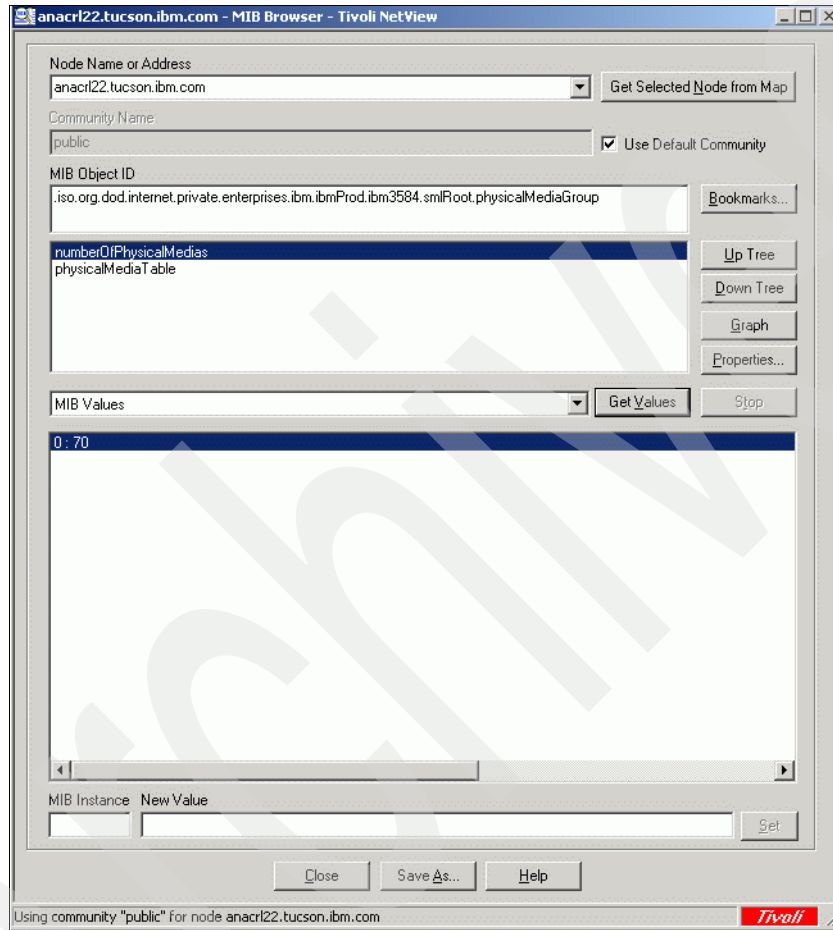 anacrl22.tucson.ibm.com - MIB Browser - Tivoli NetView
Node Name or Address
anacrl22.tucson.ibm.com
Get Selected Node from Map
Community Name
public
Use Default Community
MIB Object ID
.iso.org.dod.internet.private.enterprises.ibm.ibmProd.ibm3584.smlRoot.physicalMediaGroup
Bookmarks...
numberOfPhysicalMedias
physicalMediaTable
Up Tree
Down Tree
Graph
Properties...
MIB Values
Get Values
Stop
0 : 70
MIB Instance New Value
Set
Close
Save As...
Help
Using community "public" for node anacrl22.tucson.ibm.com
Tivoli